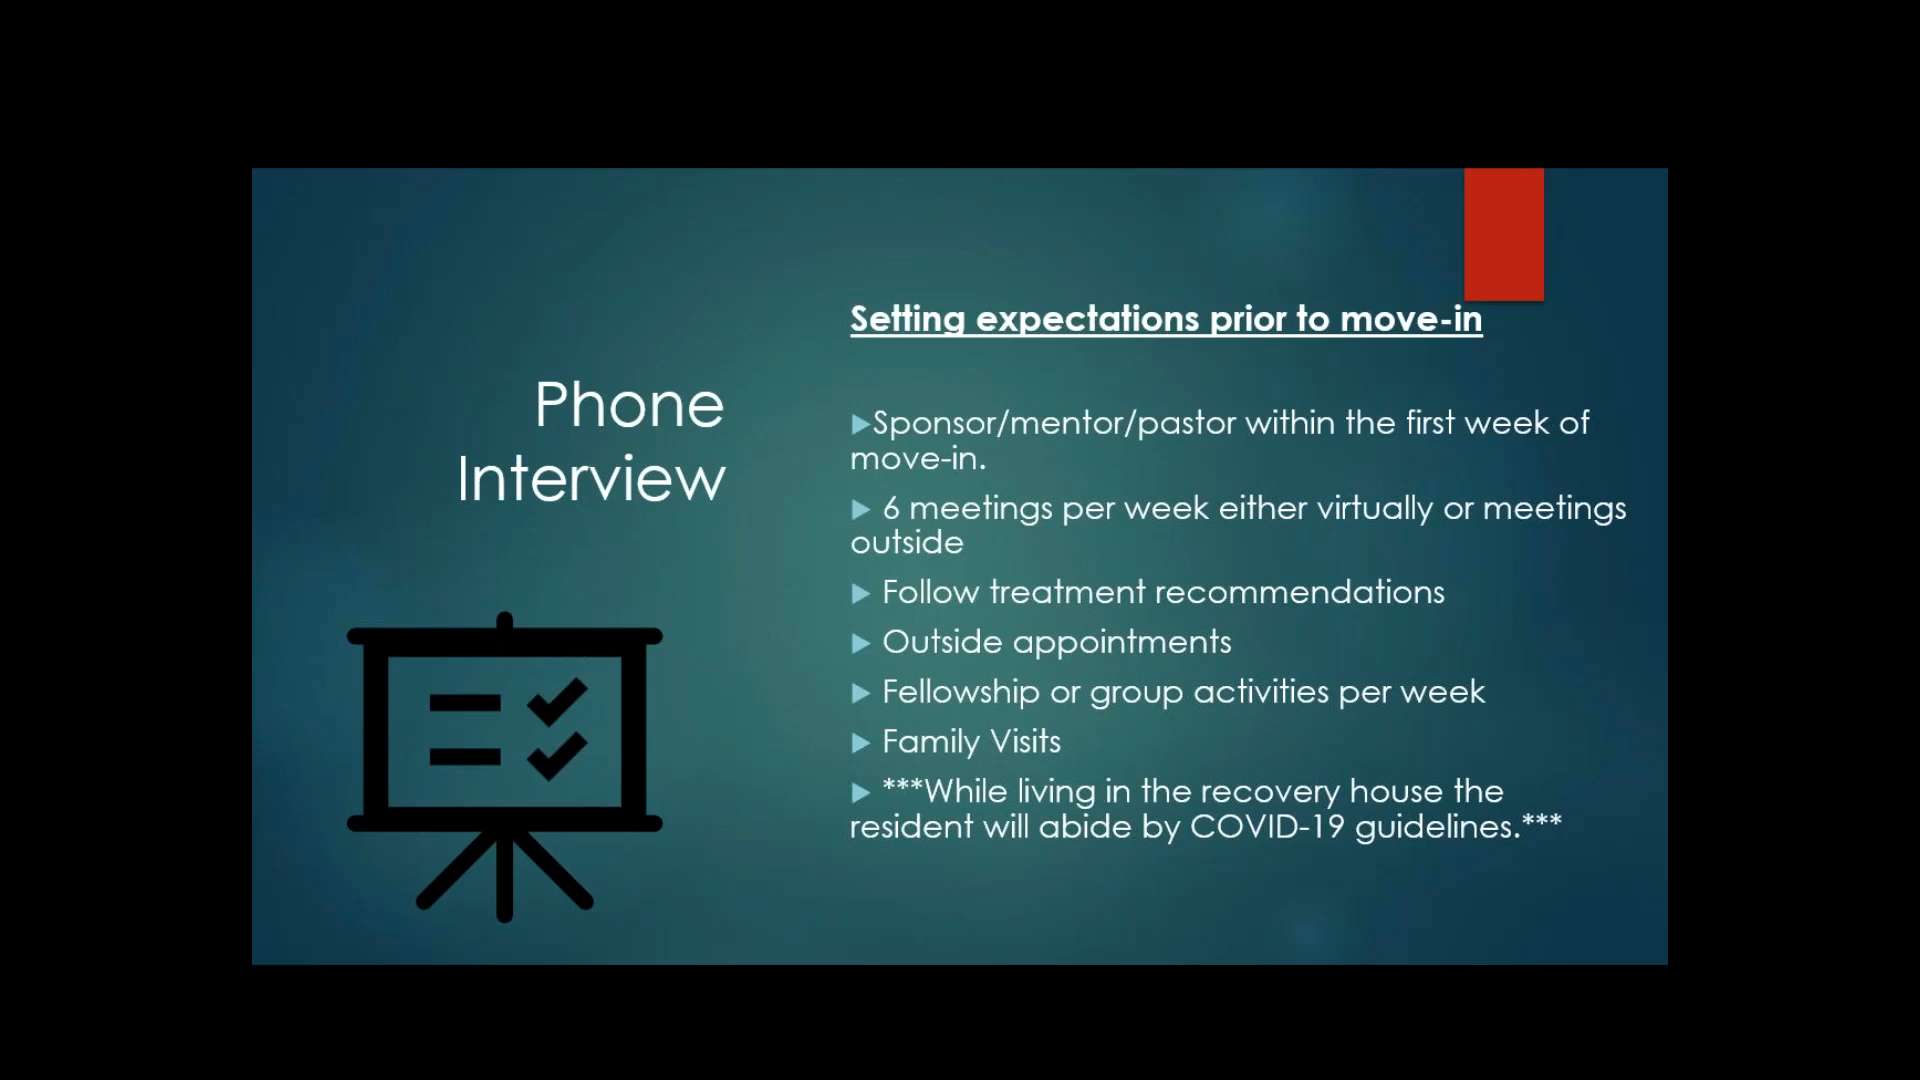 Phone
Interview
Setting expectations prior to move-in
▶Sponsor/mentor/pastor within the first week of
move-in.
▶ 6 meetings per week either virtually or meetings
outside
▶ Follow treatment recommendations
▶ Outside appointments
▶ Fellowship or group activities per week
▶ Family Visits
▶ ***While living in the recovery house the
resident will abide by COVID-19 guidelines.***